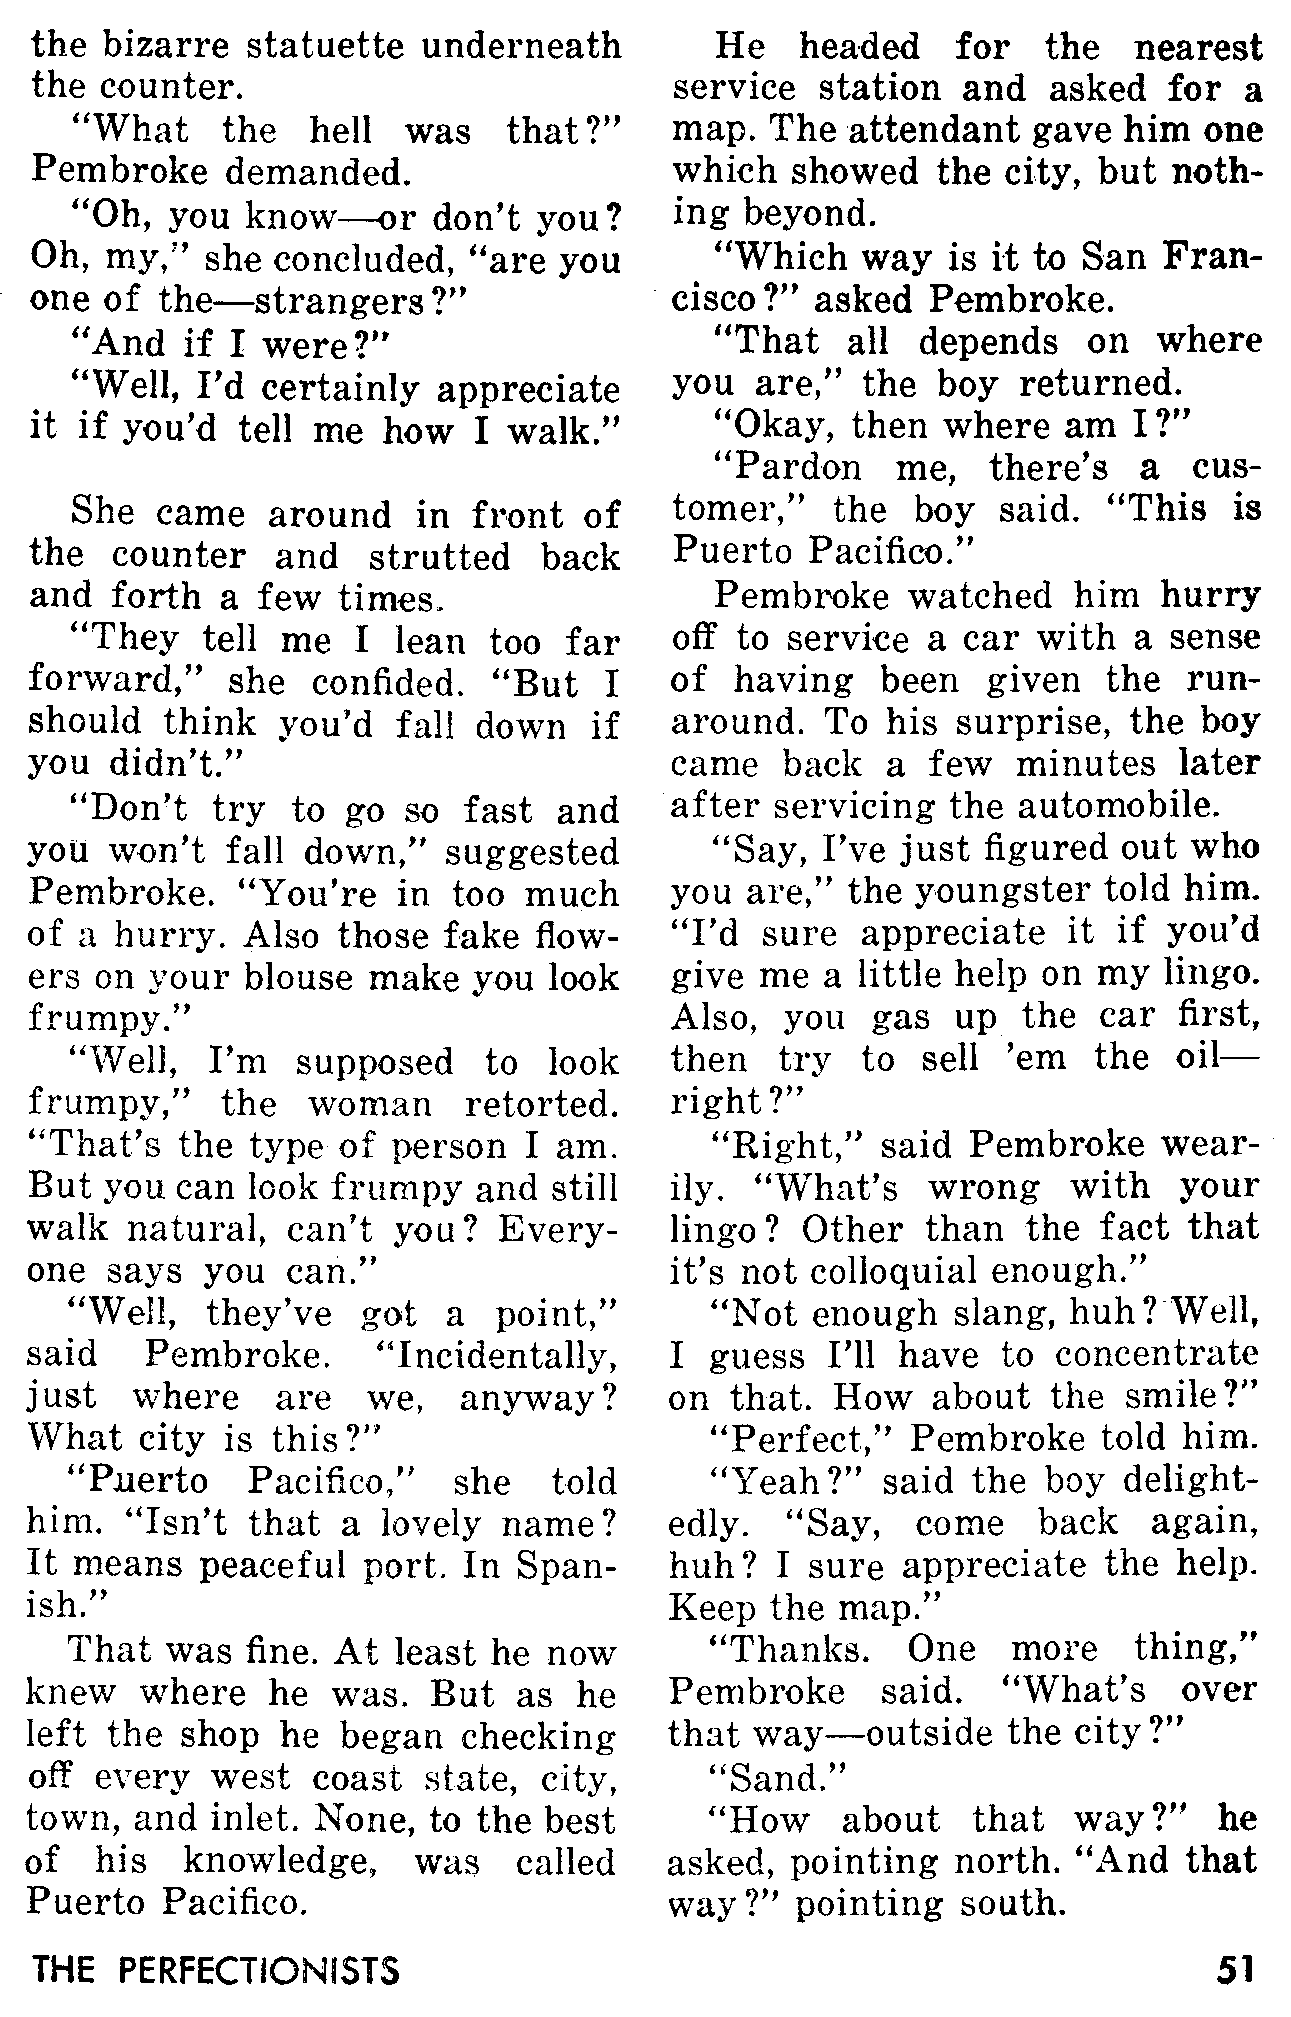 the bizarre statuette underneath
the counter.
"What the hell was that?"
Pembroke demanded.
"Oh, you know—or don't you?
Oh, my," she concluded, "are you
one of the—strangers?"
"And if I were?"
"Well, I'd certainly appreciate
it if you'd tell me how I walk."
She came around in front of
the counter and strutted back
and forth a few times.
"They tell me I lean too far
forward," she confided. "But I
should think you'd fall down if
you didn't."
"Don't try to go so fast and
you won't fall down," suggested
Pembroke. "You're in too much
of a hurry. Also those fake flow-
ers on your blouse make you look
frumpy."
"Well, I'm supposed to look
frumpy," the woman retorted.
"That's the type of person I am.
But you can look frumpy and still
walk natural, can't you? Every-
one says you can."
"Well, they've got a point,"
said Pembroke. "Incidentally,
just where are we, anyway?
What city is this?"
"Puerto Pacifico," she told
him. "Isn't that a lovely name?
It means peaceful port. In Span-
ish."
That was fine. At least he now
knew where he was. But as he
left the shop he began checking
off every west coast state, city,
town, and inlet. None, to the best
of his knowledge, was called
Puerto Pacifico.
He headed for the nearest
service station and asked for a
map. The attendant gave him one
which showed the city, but noth-
ing beyond.
"Which way is it to San Fran-
cisco?" asked Pembroke.
"That all depends on where
you are," the boy returned.
"Okay, then where am I?"
"Pardon me, there's a cus-
tomer," the boy said. "This is
Puerto Pacifico."
Pembroke watched him hurry
off to service a car with a sense
of having been given the run-
around. To his surprise, the boy
came back a few minutes later
after servicing the automobile.
"Say, I've just figured out who
you are," the youngster told him.
"I'd sure appreciate it if you'd
give me a little help on my lingo.
Also, you gas up the car first,
then try to sell 'em the oil—
right?"
"Right," said Pembroke wear-
ily. "What's wrong with your
lingo? Other than the fact that
it's not colloquial enough."
"Not enough slang, huh? Well,
I guess I'll have to concentrate
on that. How about the smile?"
"Perfect," Pembroke told him.
"Yeah?" said the boy delight-
edly. "Say, come back again,
huh? I sure appreciate the help.
Keep the map."
"Thanks. One more thing,"
Pembroke said. "What's over
that way—outside the city?"
"Sand."
"How about that way?" he
asked, pointing north. "And that
way?" pointing south.
THE PERFECTIONISTS 51